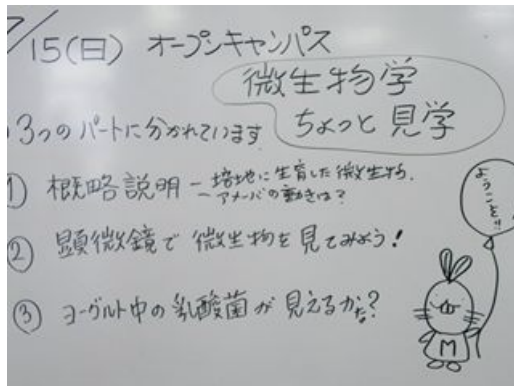 7/15(日) オープンキャンパス
微生物学
ちょっと見学
3つのパートに分かれています
① 概略説明 - 培地に生育した微生物.
- アメーバの動きは?
② 顕微鏡で 微生物を見てみよう!
③ ヨーグルト中の乳酸菌が見えるかな?
ようこそ!!
M